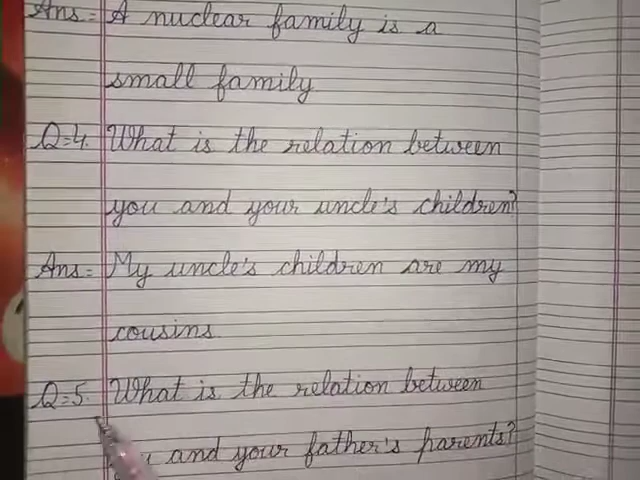 Ans = A nuclear family is a
small family
Q=4. What is the relation between
you and your uncle's children?
Ans = My uncle's children are my
cousins
Q=5. What is the relation between
and your father's parents?